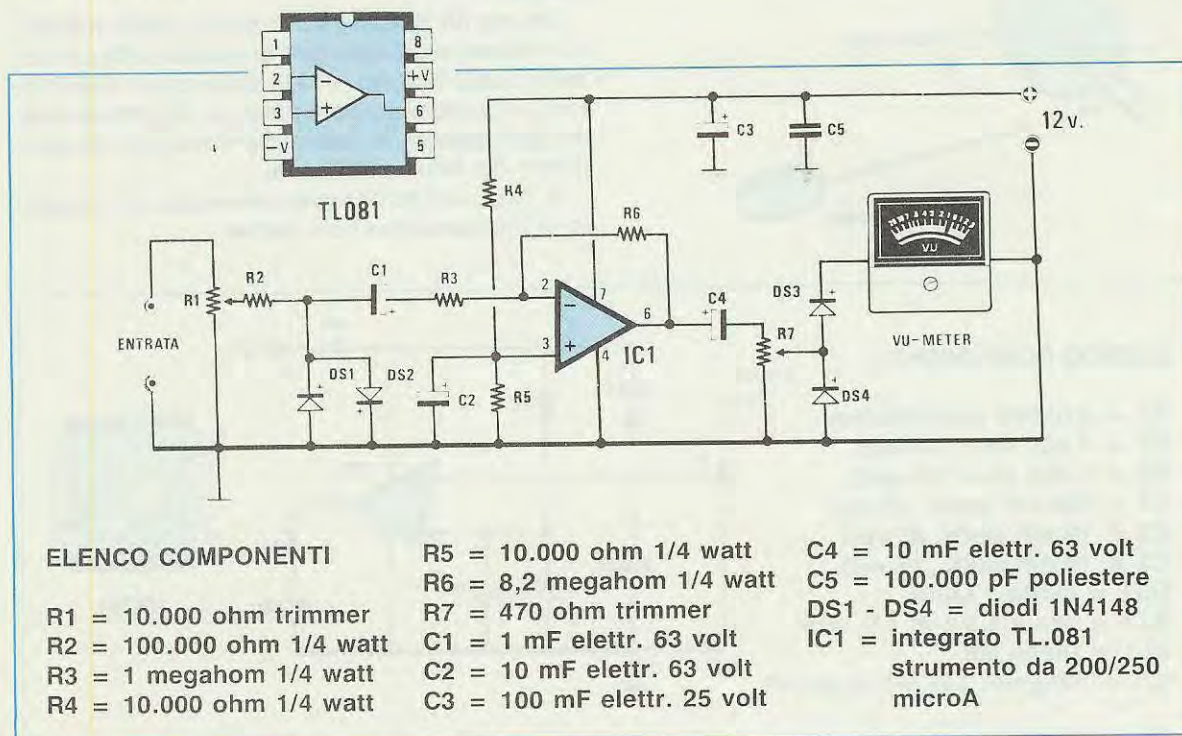 1
8
2
+V
3
6
-V
5
TL081
12 v.
C3
C5
R4
R6
VU
C1
R2
R3
R1
2
7
6
C4
DS3
R7
VU-METER
ENTRATA
3
4
IC1
DS1
DS2
C2
R5
DS4
ELENCO COMPONENTI
R1 = 10.000 ohm trimmer
R2 = 100.000 ohm 1/4 watt
R3 = 1 megahom 1/4 watt
R4 = 10.000 ohm 1/4 watt
R5 = 10.000 ohm 1/4 watt
R6 = 8,2 megahom 1/4 watt
R7 = 470 ohm trimmer
C1 = 1 mF elettr. 63 volt
C2 = 10 mF elettr. 63 volt
C3 = 100 mF elettr. 25 volt
C4 = 10 mF elettr. 63 volt
C5 = 100.000 pF poliestere
DS1 - DS4 = diodi 1N4148
IC1 = integrato TL.081
strumento da 200/250
microA